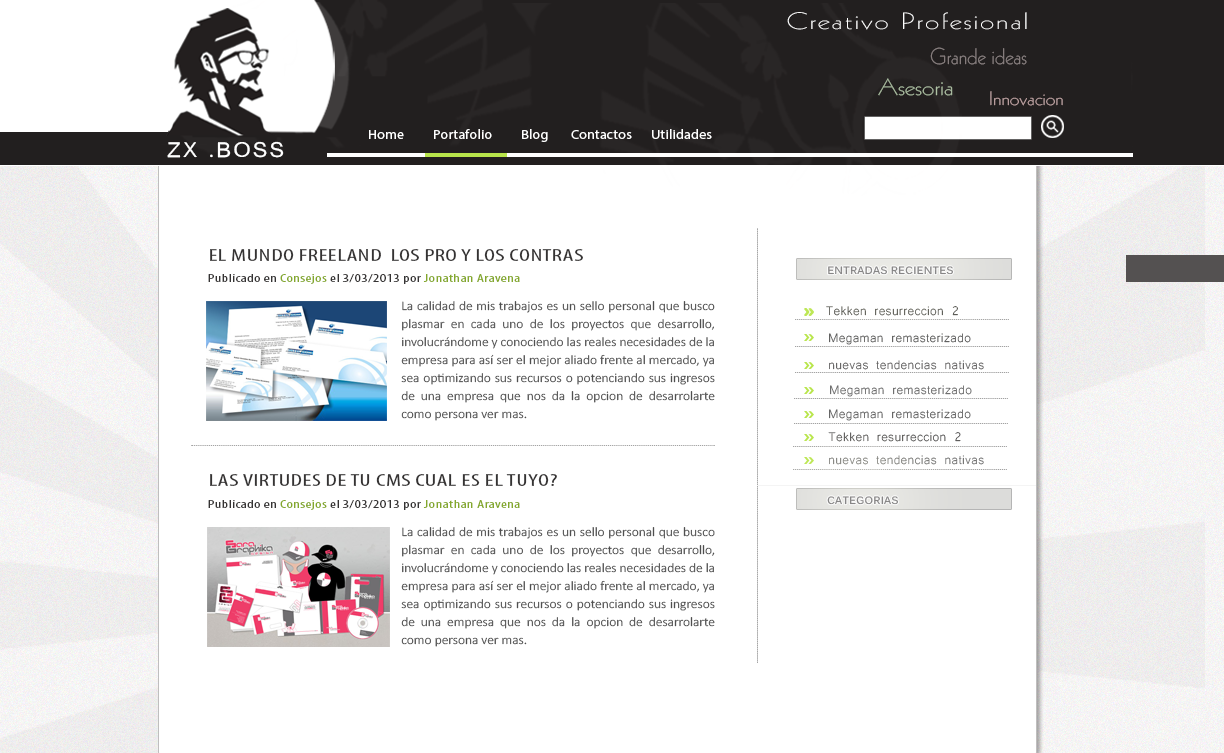 Creativo Profesional
Grande ideas
Asesoria
Innovacion
ZX .BOSS
Home Portafolio Blog Contactos Utilidades
EL MUNDO FREELAND LOS PRO Y LOS CONTRAS
Publicado en Consejos el 3/03/2013 por Jonathan Aravena
La calidad de mis trabajos es un sello personal que busco
plasmar en cada uno de los proyectos que desarrollo,
involucrándome y conociendo las reales necesidades de la
empresa para así ser el mejor aliado frente al mercado, ya
sea optimizando sus recursos o potenciando sus ingresos
de una empresa que nos da la opcion de desarrolarte
como persona ver mas.
LAS VIRTUDES DE TU CMS CUAL ES EL TUYO?
Publicado en Consejos el 3/03/2013 por Jonathan Aravena
Sara
Graphika
La calidad de mis trabajos es un sello personal que busco
plasmar en cada uno de los proyectos que desarrollo,
involucrándome y conociendo las reales necesidades de la
empresa para así ser el mejor aliado frente al mercado, ya
sea optimizando sus recursos o potenciando sus ingresos
de una empresa que nos da la opcion de desarrolarte
como persona ver mas.
ENTRADAS RECIENTES
Tekken resurreccion 2
Megaman remasterizado
nuevas tendencias nativas
Megaman remasterizado
Megaman remasterizado
Tekken resurreccion 2
nuevas tendencias nativas
CATEGORIAS